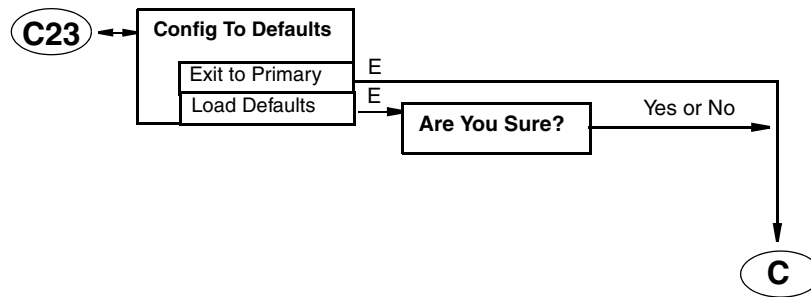 C23
Config To Defaults
Exit to Primary
E
Load Defaults
E
Are You Sure?
Yes or No
C